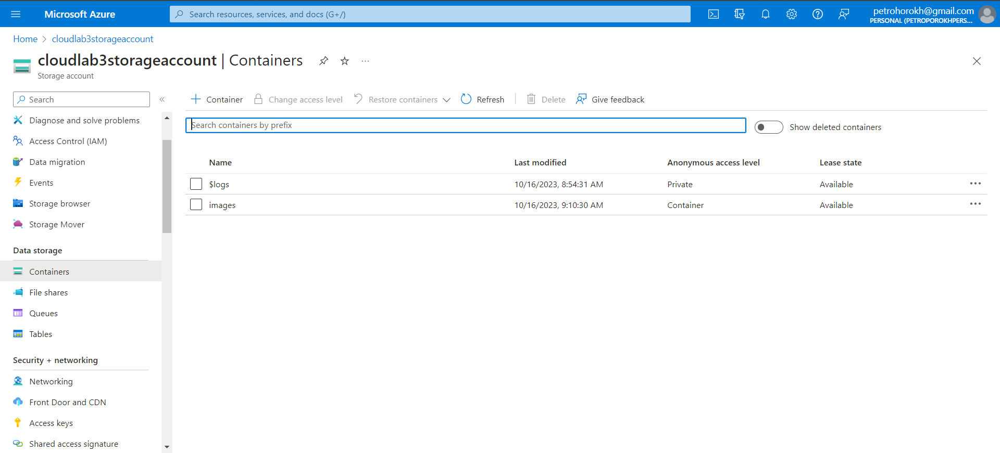 Microsoft Azure
Search resources, services, and docs (G+/)
petrohorokh@gmail.com
PERSONAL (PETROPOROKHPERS...
Home > cloudlab3storageaccount
cloudlab3storageaccount | Containers
Storage account
Search
Diagnose and solve problems
Access Control (IAM)
Data migration
Events
Storage browser
Storage Mover
Data storage
Containers
File shares
Queues
Tables
Security + networking
Networking
Front Door and CDN
Access keys
Shared access signature
Container Change access level Restore containers Refresh Delete Give feedback
Search containers by prefix
Show deleted containers
Name Last modified Anonymous access level Lease state
$logs 10/16/2023, 8:54:31 AM Private Available
images 10/16/2023, 9:10:30 AM Container Available